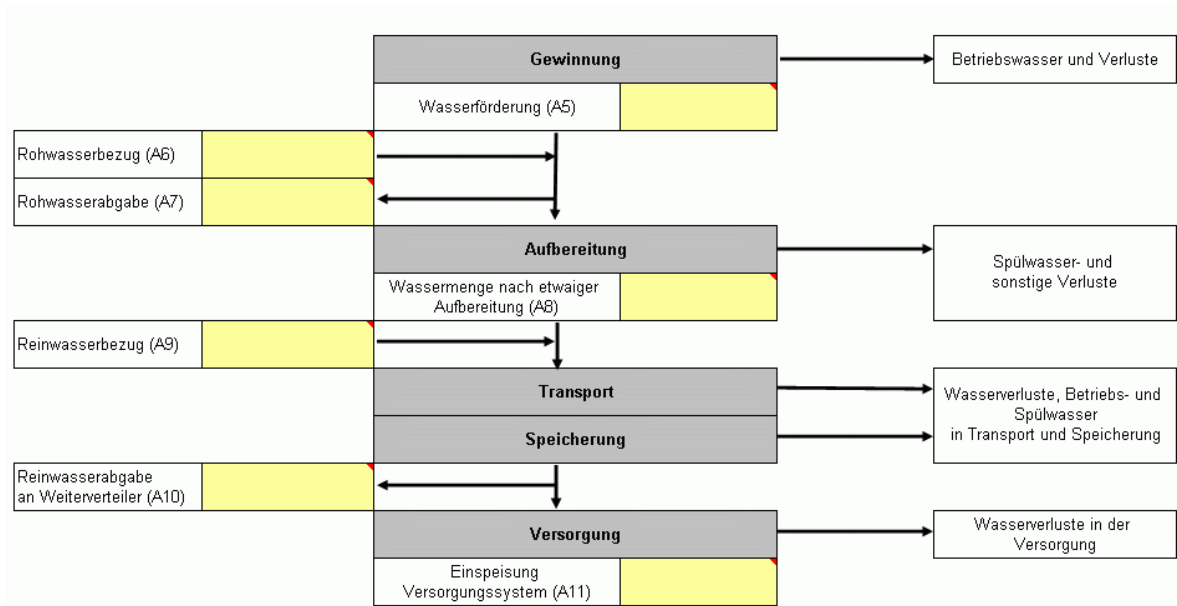 Gewinnung
Betriebswasser und Verluste
Wasserförderung (A5)
Rohwasserbezug (A6)
Rohwasserabgabe (A7)
Aufbereitung
Spülwasser- und
sonstige Verluste
Wassermenge nach etwaiger
Aufbereitung (A8)
Reinwasserbezug (A9)
Transport
Wasserverluste, Betriebs- und
Spülwasser
in Transport und Speicherung
Speicherung
Reinwasserabgabe
an Weiterverteiler (A10)
Versorgung
Wasserverluste in der
Versorgung
Einspeisung
Versorgungssystem (A11)